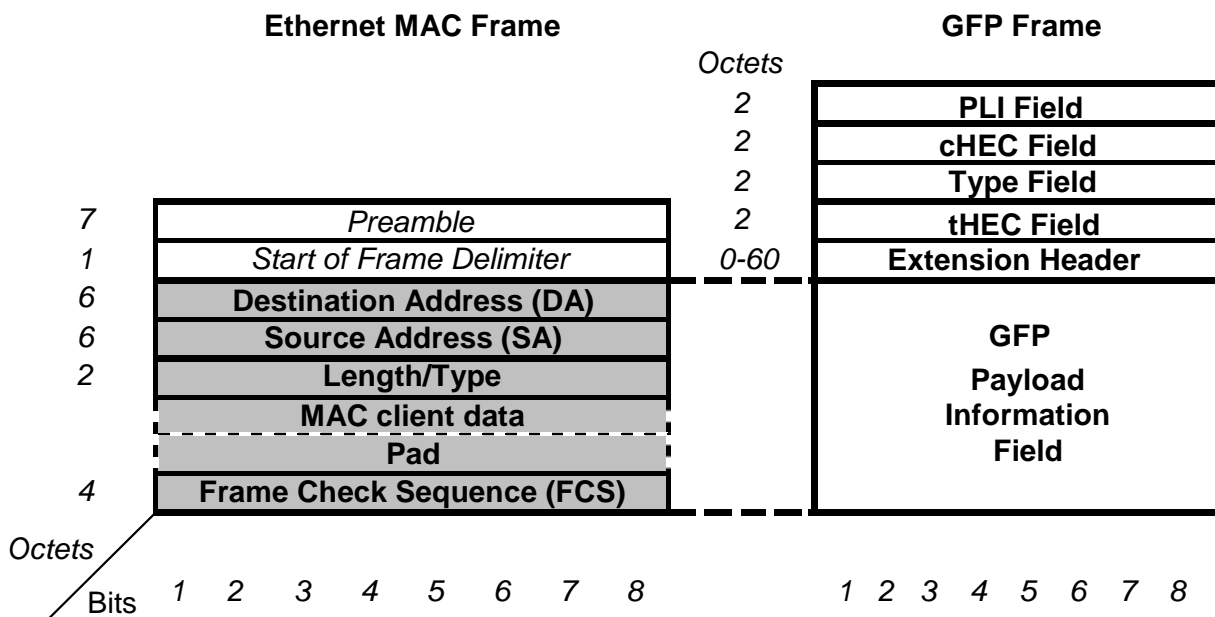 Ethernet MAC Frame GFP Frame
Octets
2 PLI Field
2 cHEC Field
2 Type Field
7 Preamble 2 tHEC Field
1 Start of Frame Delimiter 0-60 Extension Header
6 Destination Address (DA)
6 Source Address (SA) GFP
2 Length/Type Payload
MAC client data Information
Pad Field
4 Frame Check Sequence (FCS)
Octets
Bits 1 2 3 4 5 6 7 8 1 2 3 4 5 6 7 8